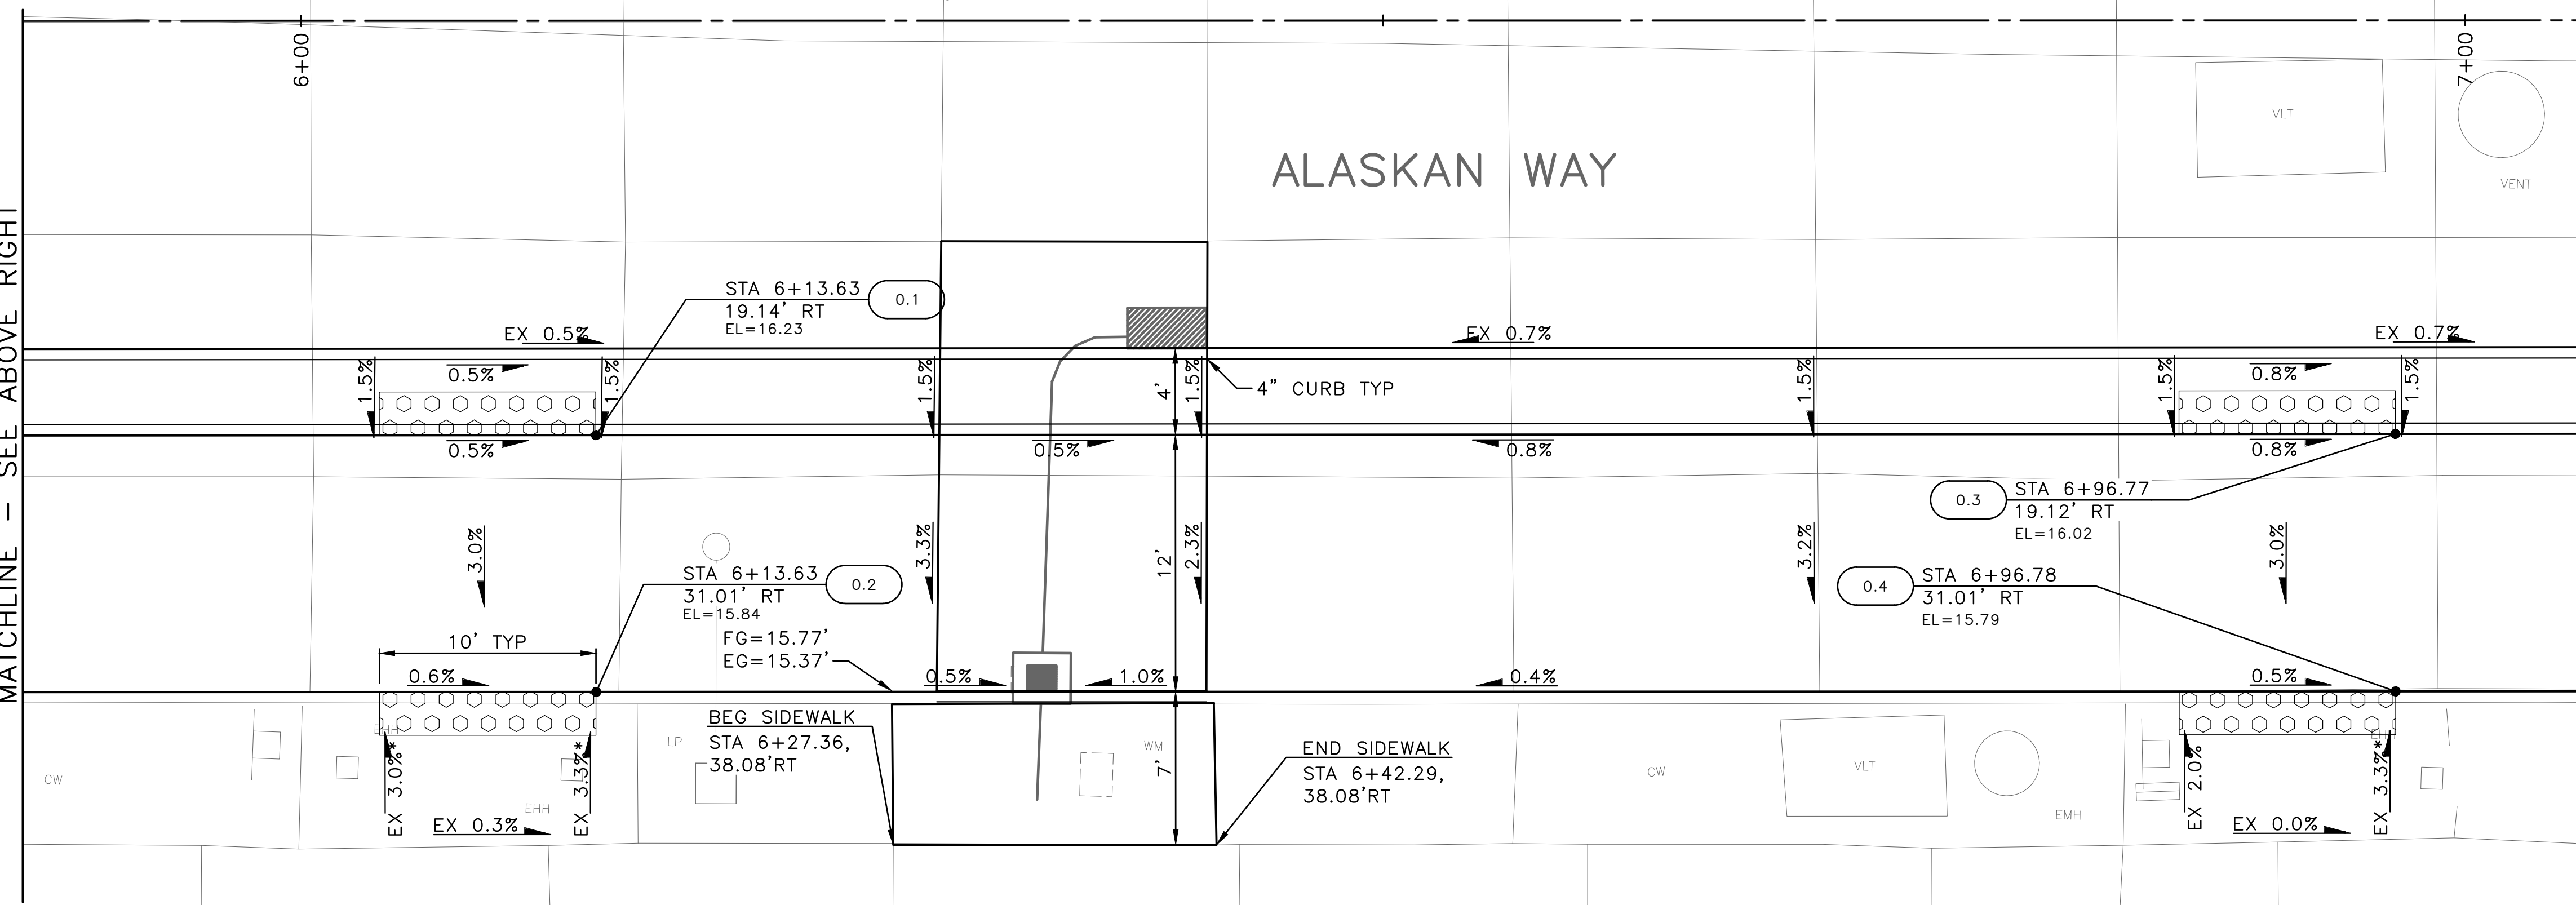 6+00
7+00
MATCHLINE – SEE ABOVE RIGHT
VLT
VENT
ALASKAN WAY
STA 6+13.63
19.14' RT
EL=16.23
0.1
EX 0.5%
EX 0.7%
EX 0.7%
1.5%
0.5%
1.5%
1.5%
4'
1.5%
4" CURB TYP
1.5%
1.5%
0.8%
1.5%
0.5%
0.5%
0.8%
0.8%
0.3
STA 6+96.77
19.12' RT
EL=16.02
3.0%
3.3%
12'
2.3%
3.2%
3.0%
STA 6+13.63
31.01' RT
EL=15.84
0.2
0.4
STA 6+96.78
31.01' RT
EL=15.79
FG=15.77'
EG=15.37'
10' TYP
0.6%
0.5%
1.0%
0.4%
0.5%
BEG SIDEWALK
STA 6+27.36,
38.08'RT
END SIDEWALK
STA 6+42.29,
38.08'RT
EHH
LP
WM
7'
CW
CW
VLT
EHH
EMH
EX 3.0%*
EX 3.3%*
EX 0.3%
EX 2.0%
EX 3.3%*
EX 0.0%